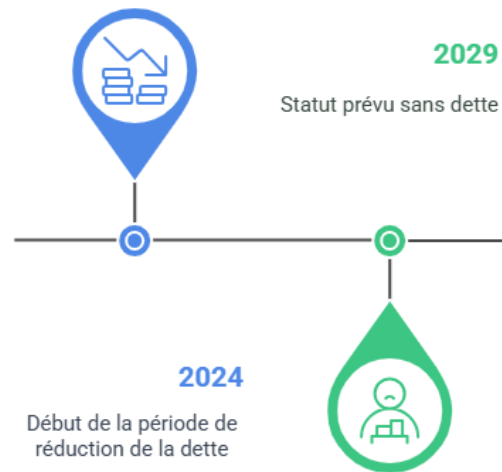 2029
Statut prévu sans dette
2024
Début de la période de
réduction de la dette